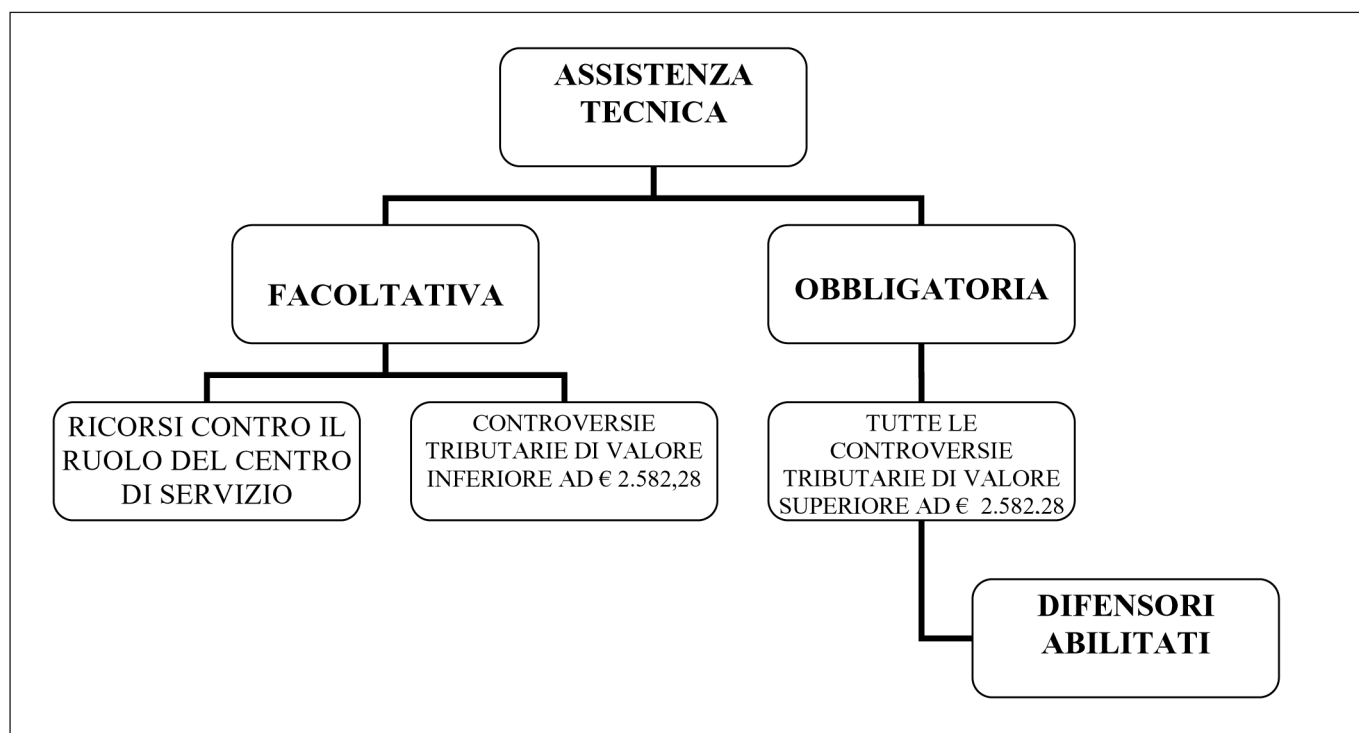 ASSISTENZA
TECNICA
FACOLTATIVA
OBBLIGATORIA
RICORSI CONTRO IL
RUOLO DEL CENTRO
DI SERVIZIO
CONTROVERSIE
TRIBUTARIE DI VALORE
INFERIORE AD € 2.582,28
TUTTE LE
CONTROVERSIE
TRIBUTARIE DI VALORE
SUPERIORE AD € 2.582,28
DIFENSORI
ABILITATI